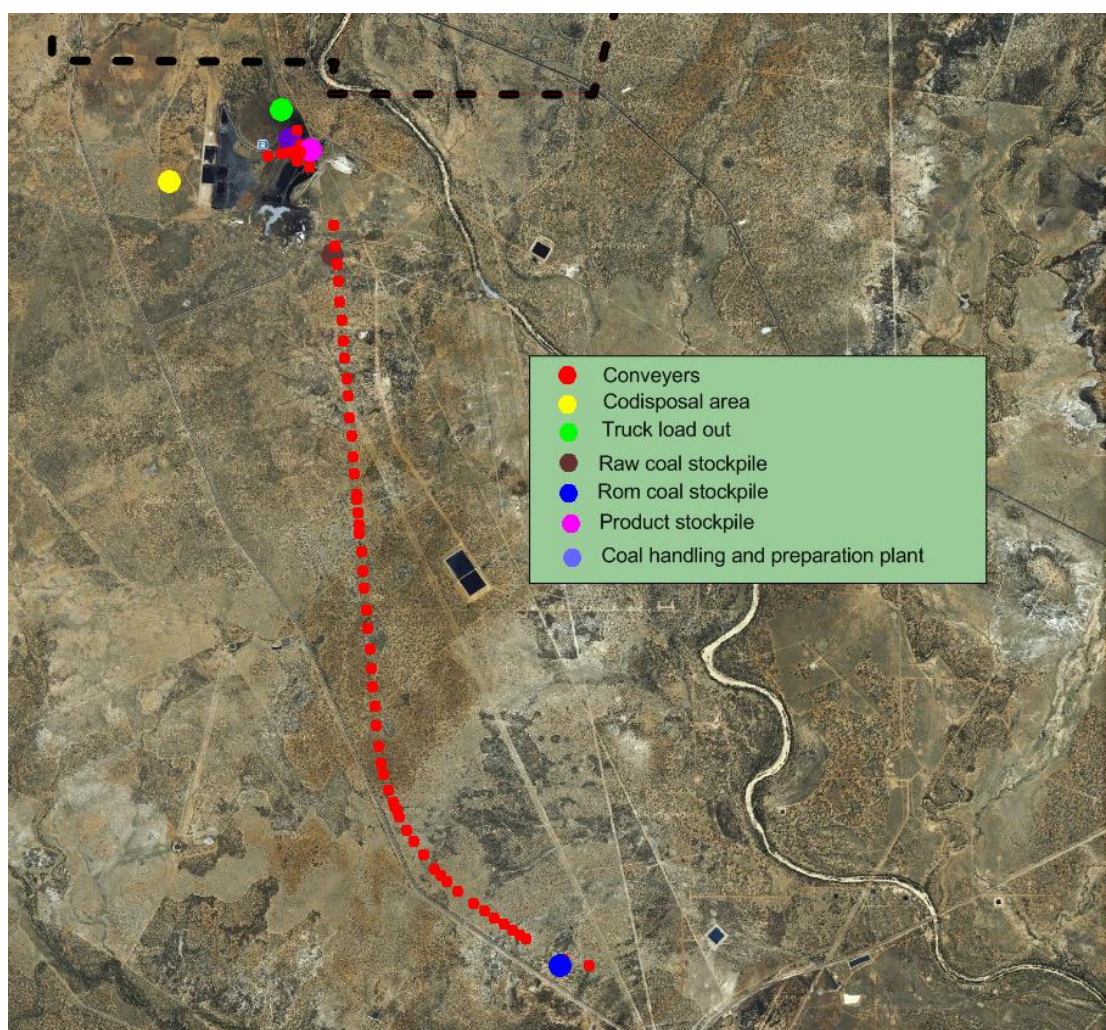 Conveyers
Codisposal area
Truck load out
Raw coal stockpile
Rom coal stockpile
Product stockpile
Coal handling and preparation plant